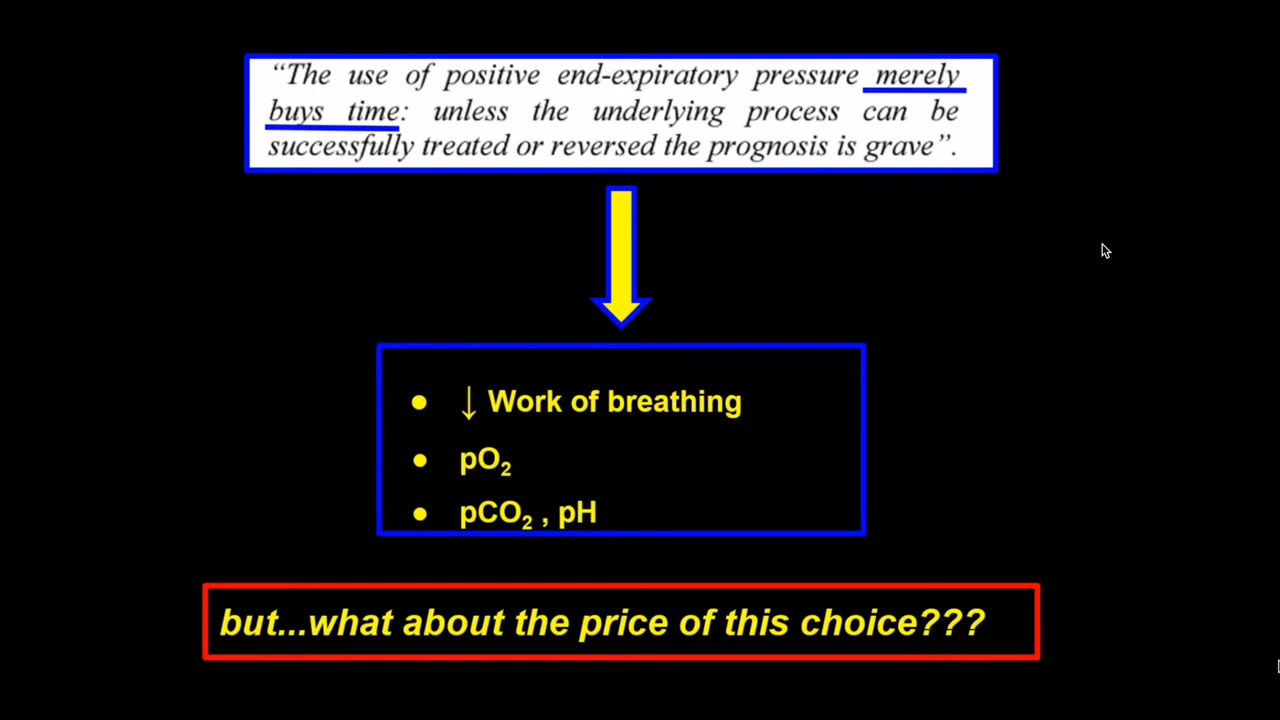 “The use of positive end-expiratory pressure merely
buys time: unless the underlying process can be
successfully treated or reversed the prognosis is grave”.
● ↓ Work of breathing
● pO₂
● pCO₂ , pH
but...what about the price of this choice???